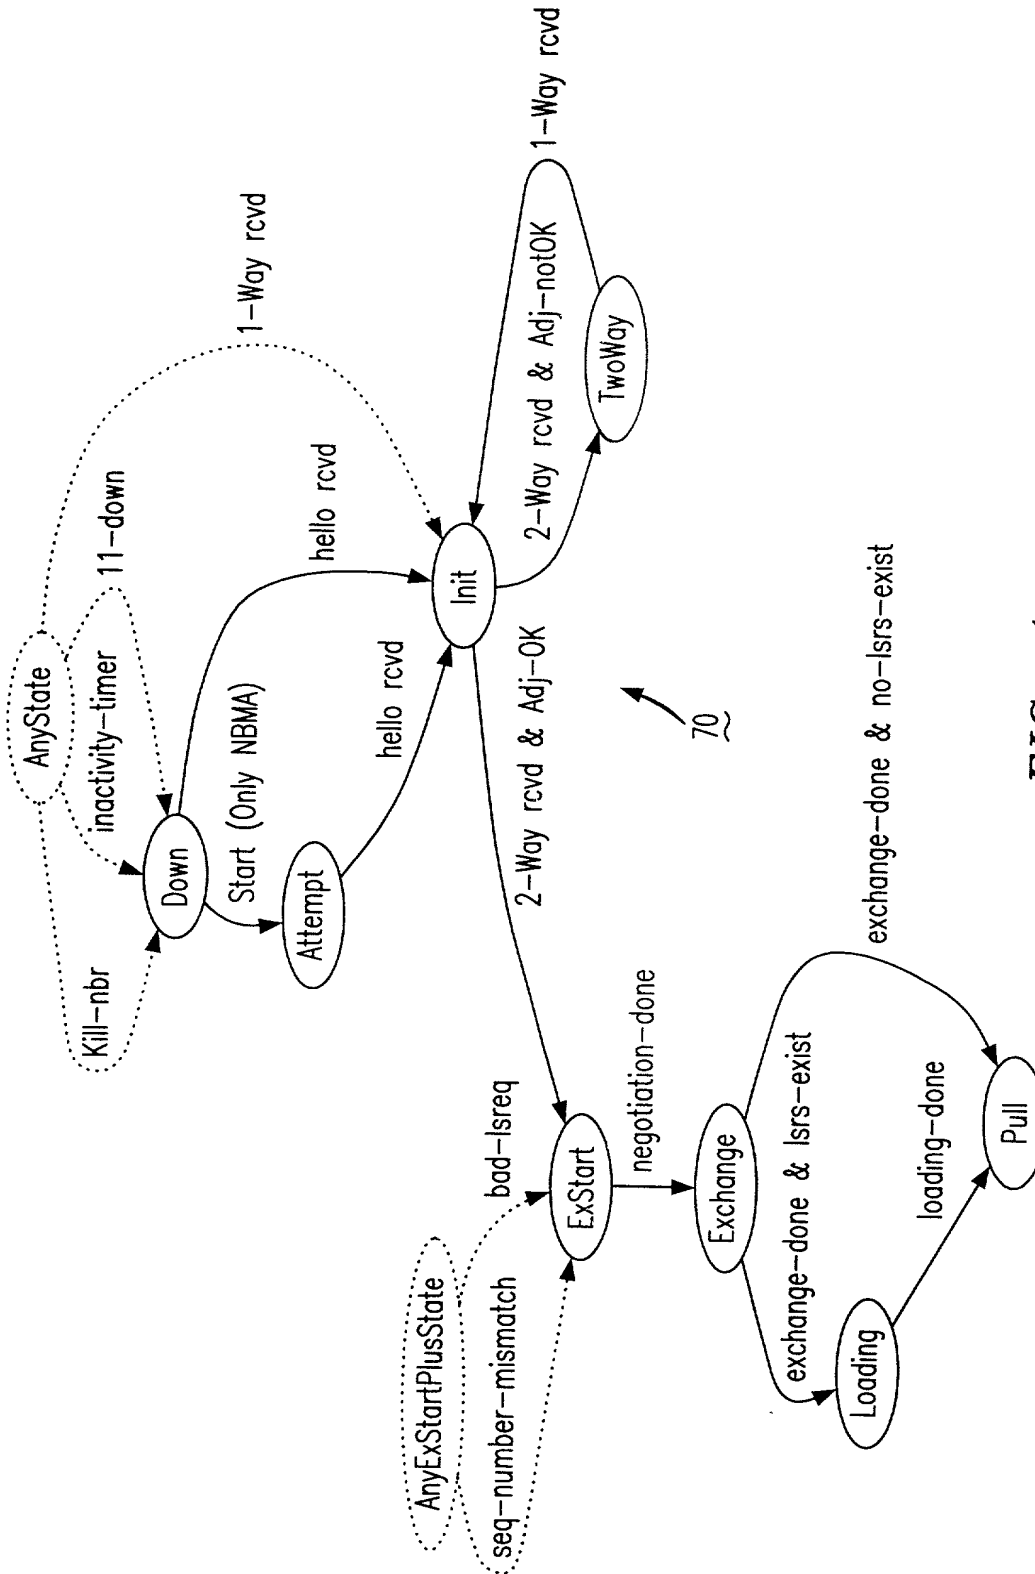 AnyState
1-Way rcvd
Kill-nbr
inactivity-timer
11-down
Down
hello rcvd
Start (Only NBMA)
Attempt
hello rcvd
Init
1-Way rcvd
2-Way rcvd & Adj-notOK
TwoWay
2-Way rcvd & Adj-OK
70
AnyExStartPlusState
bad-lsreq
seq-number-mismatch
ExStart
negotiation-done
Exchange
exchange-done & lsrs-exist
exchange-done & no-lsrs-exist
Loading
loading-done
Pull